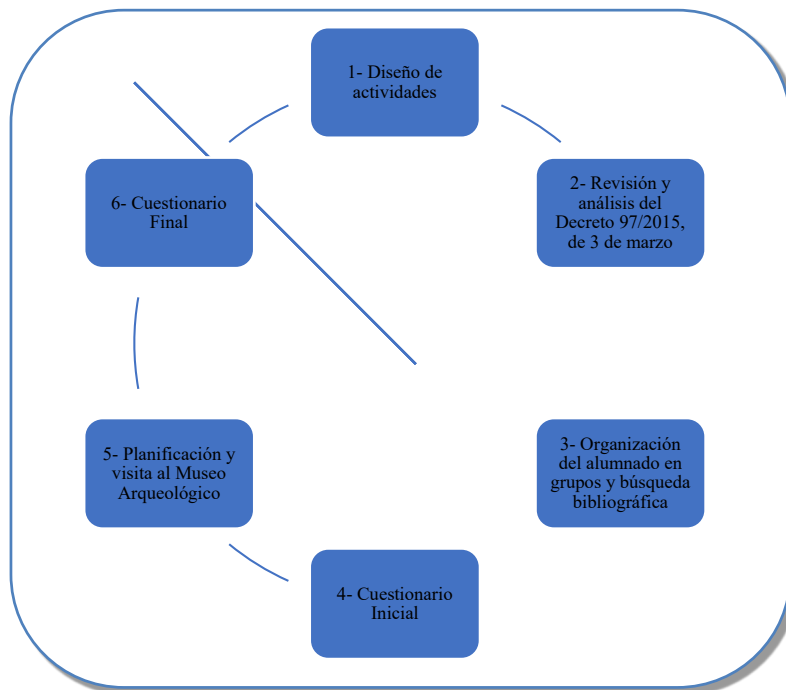 1- Diseño de
actividades
2- Revisión y
análisis del
Decreto 97/2015,
de 3 de marzo
3- Organización
del alumnado en
grupos y búsqueda
bibliográfica
4- Cuestionario
Inicial
5- Planificación y
visita al Museo
Arqueológico
6- Cuestionario
Final